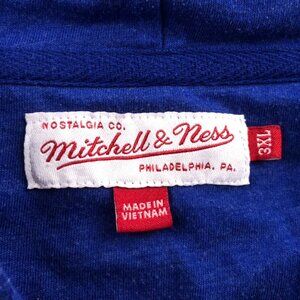 NOSTALGIA CO.
Mitchell & Ness
PHILADELPHIA, PA.
3XL
MADE IN
VIETNAM